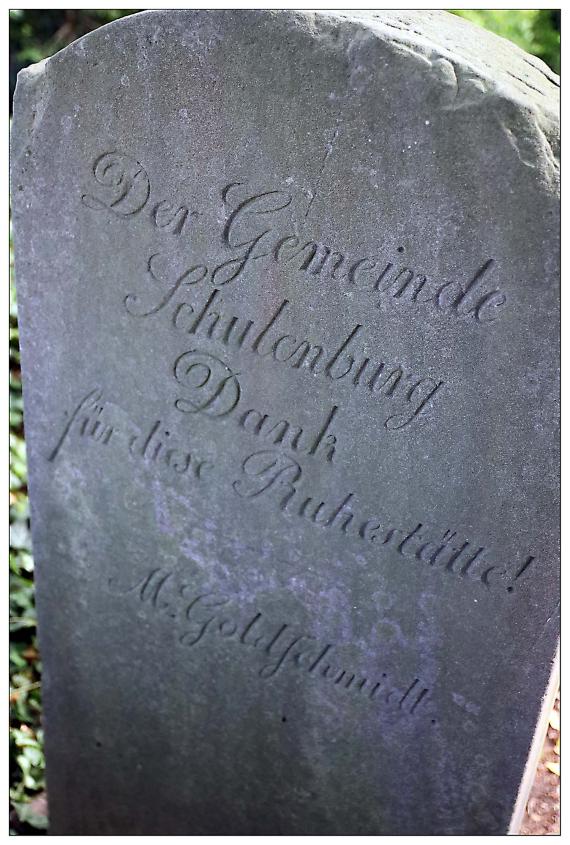 Der Gemeinde
Schulenburg
Dank
für diese Ruhestätte!
M. Goldschmidt.